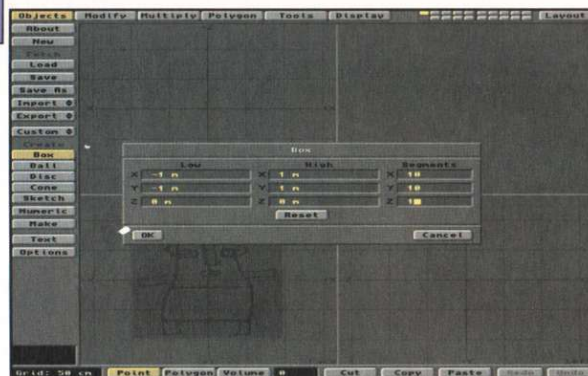 Objects Modify Multiply Polygon Tools Display Layout
About
New
Fetch
Load
Save
Save As
Import
Export
Custom
Create
Box
Ball
Disc
Cone
Sketch
Numeric
Make
Text
Options
Box
Low High Segments
X -1 m X 1 m X 10
Y -1 m Y 1 m Y 10
Z 0 m Z 0 m Z 1
Reset
OK Cancel
Grid: 50 cm Point Polygon Volume 0 Cut Copy Paste Redo Undo